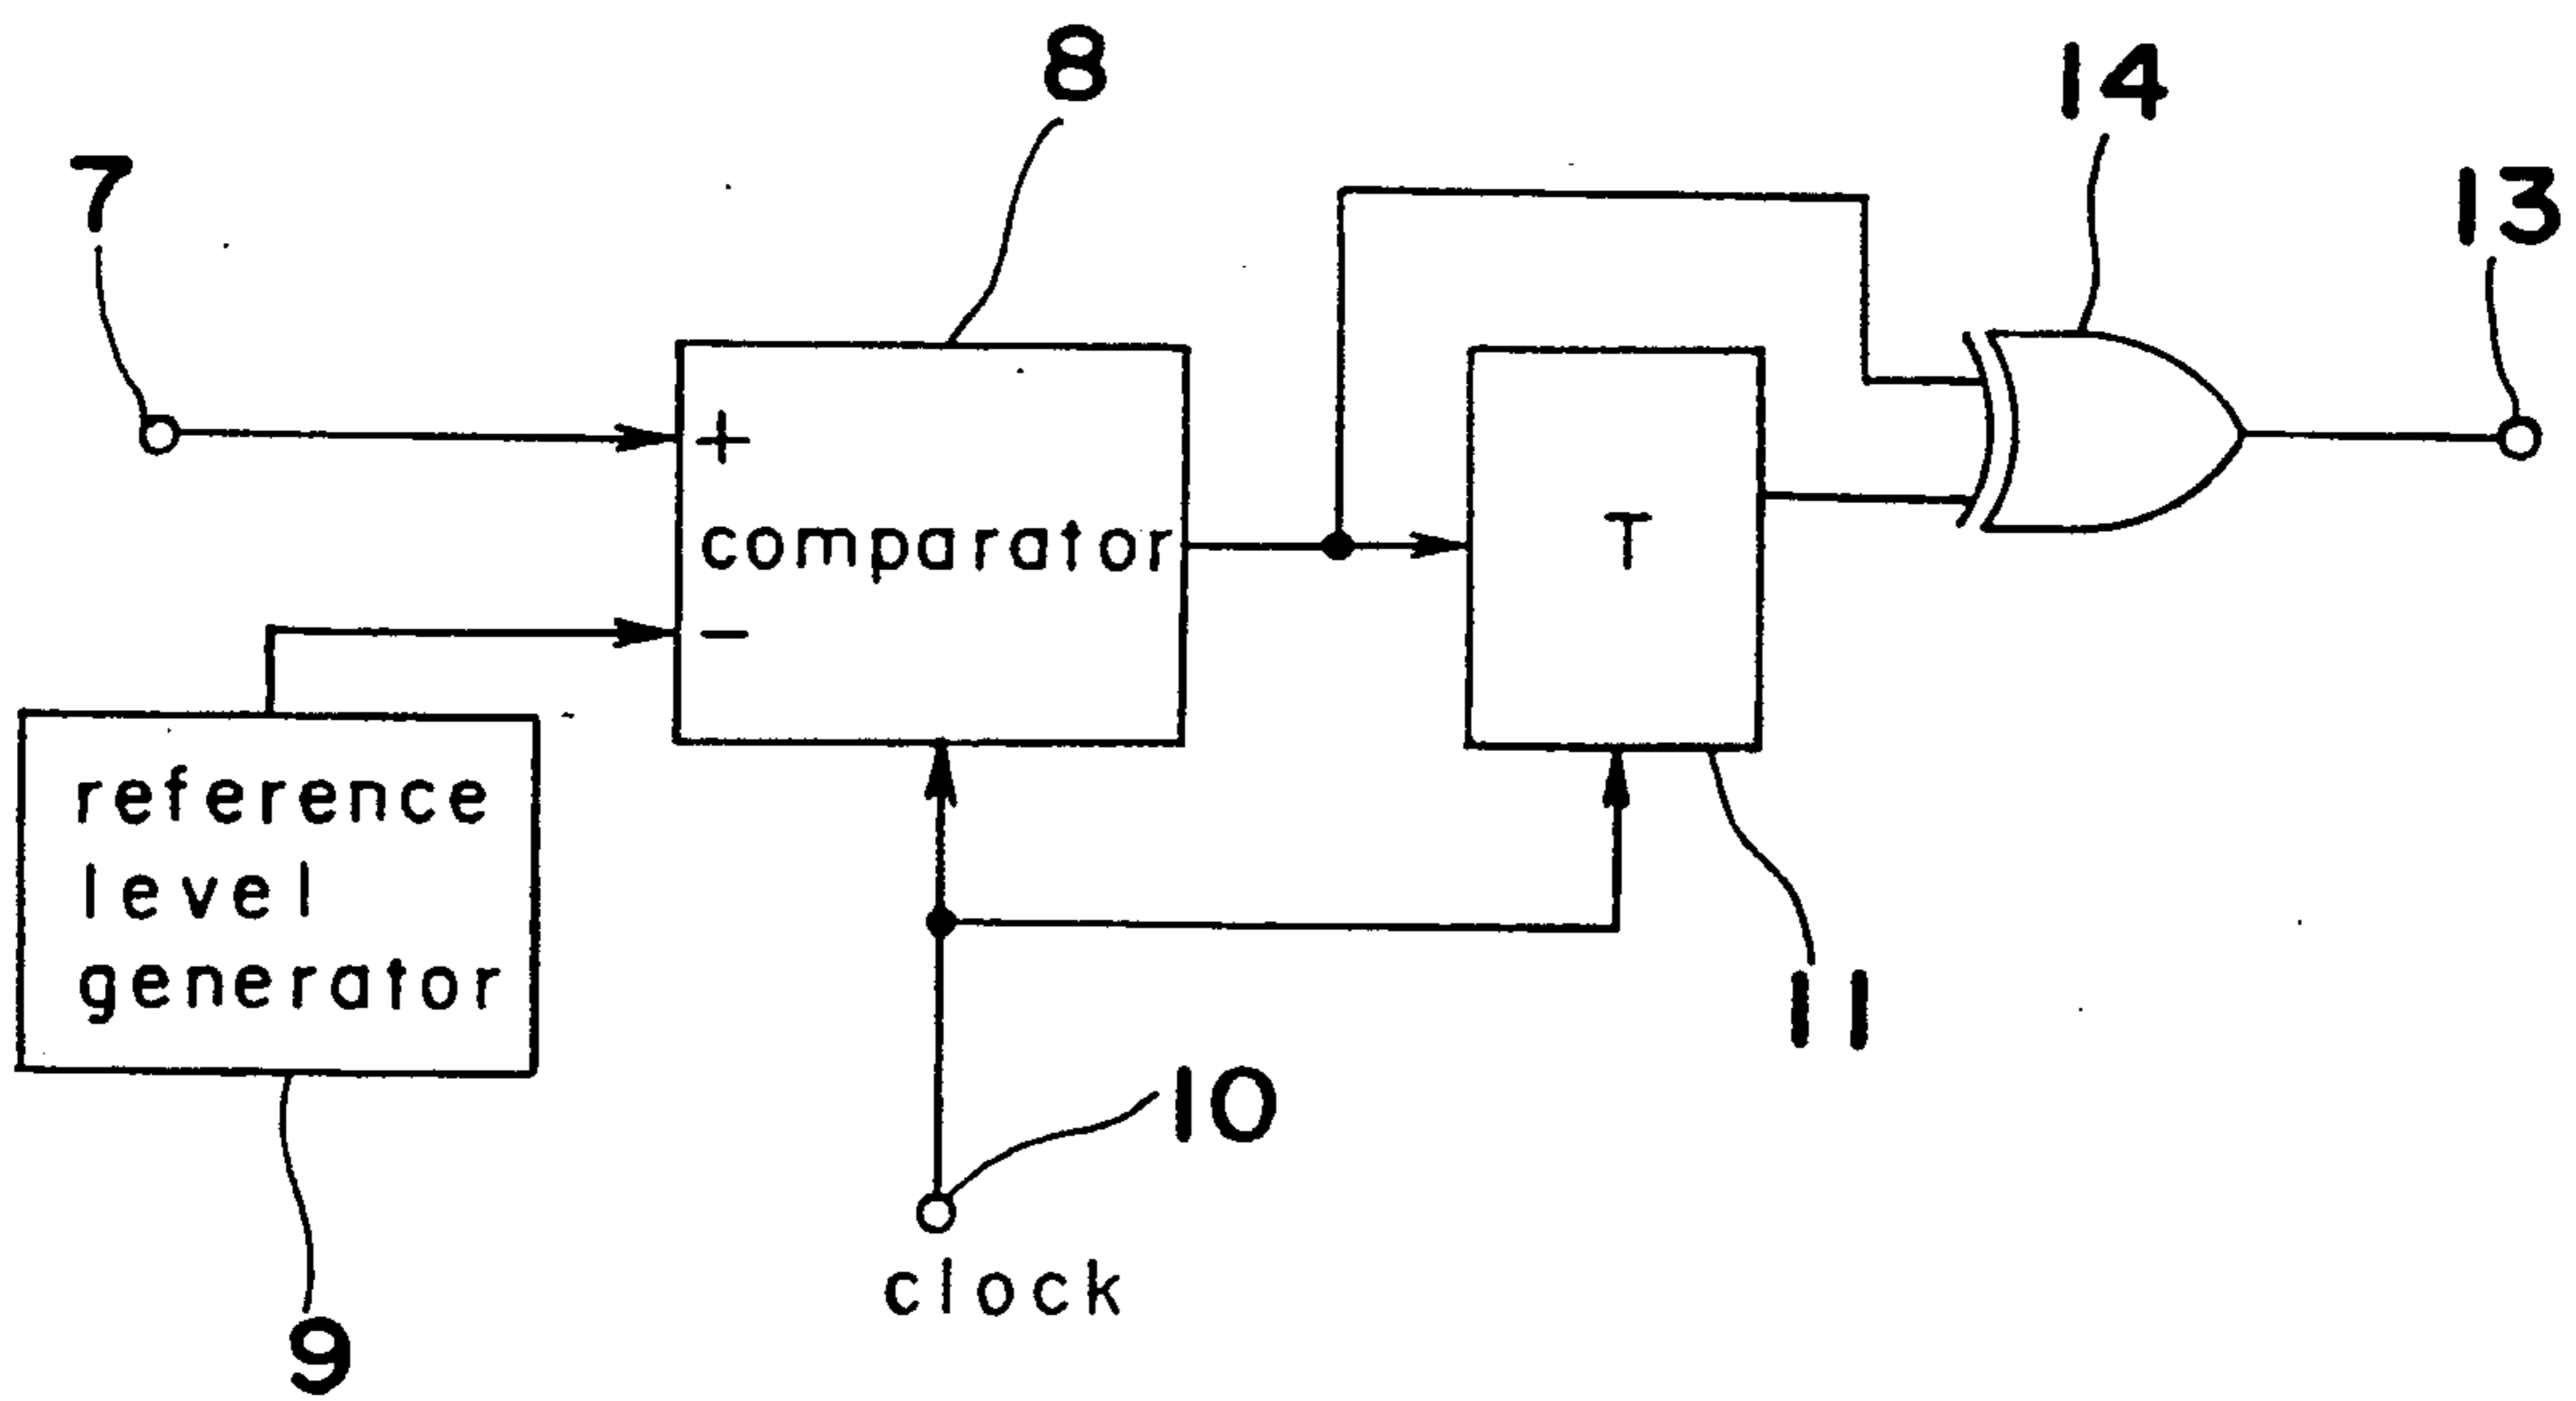 8
14
7
13
+
comparator
T
−
reference
level
generator
11
10
clock
9